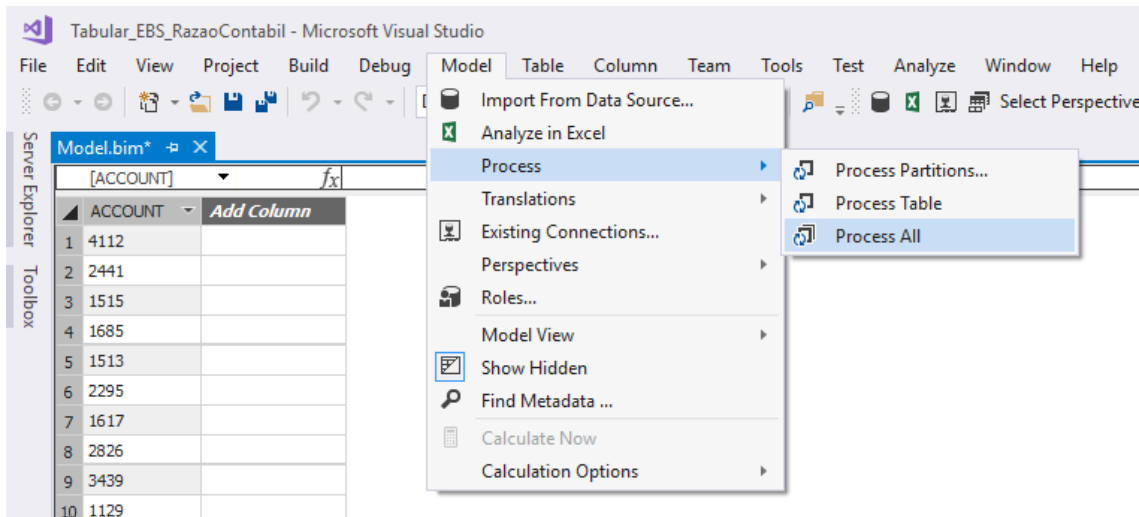 Tabular_EBS_RazaoContabil - Microsoft Visual Studio
File Edit View Project Build Debug Model Table Column Team Tools Test Analyze Window Help
Import From Data Source... Select Perspective
Server Explorer
Toolbox
Model.bim*
Analyze in Excel
Process
Process Partitions...
[ACCOUNT] fx
Translations
Process Table
ACCOUNT Add Column
Existing Connections...
Process All
1 4112
2 2441
3 1515
4 1685
5 1513
6 2295
7 1617
8 2826
9 3439
10 1129
Perspectives
Roles...
Model View
Show Hidden
Find Metadata ...
Calculate Now
Calculation Options